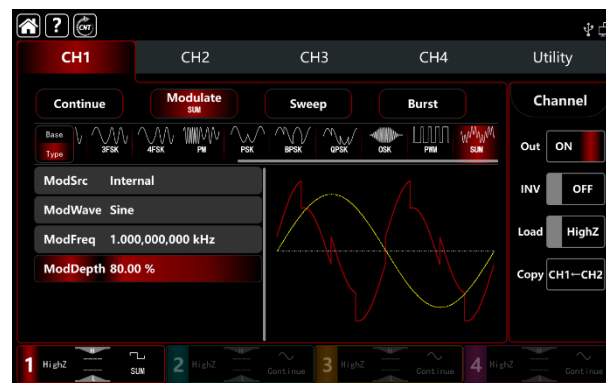 ? CNT
CH1 CH2 CH3 CH4 Utility
Continue Modulate SUM Sweep Burst Channel
Base Type 3FSK 4FSK PM PSK BPSK QPSK OSK PWM SUM
Out ON
ModSrc Internal
INV OFF
ModWave Sine
ModFreq 1.000,000,000 kHz
Load HighZ
ModDepth 80.00 %
Copy CH1←CH2
1 HighZ SUM 2 HighZ Continue 3 HighZ Continue 4 HighZ Continue